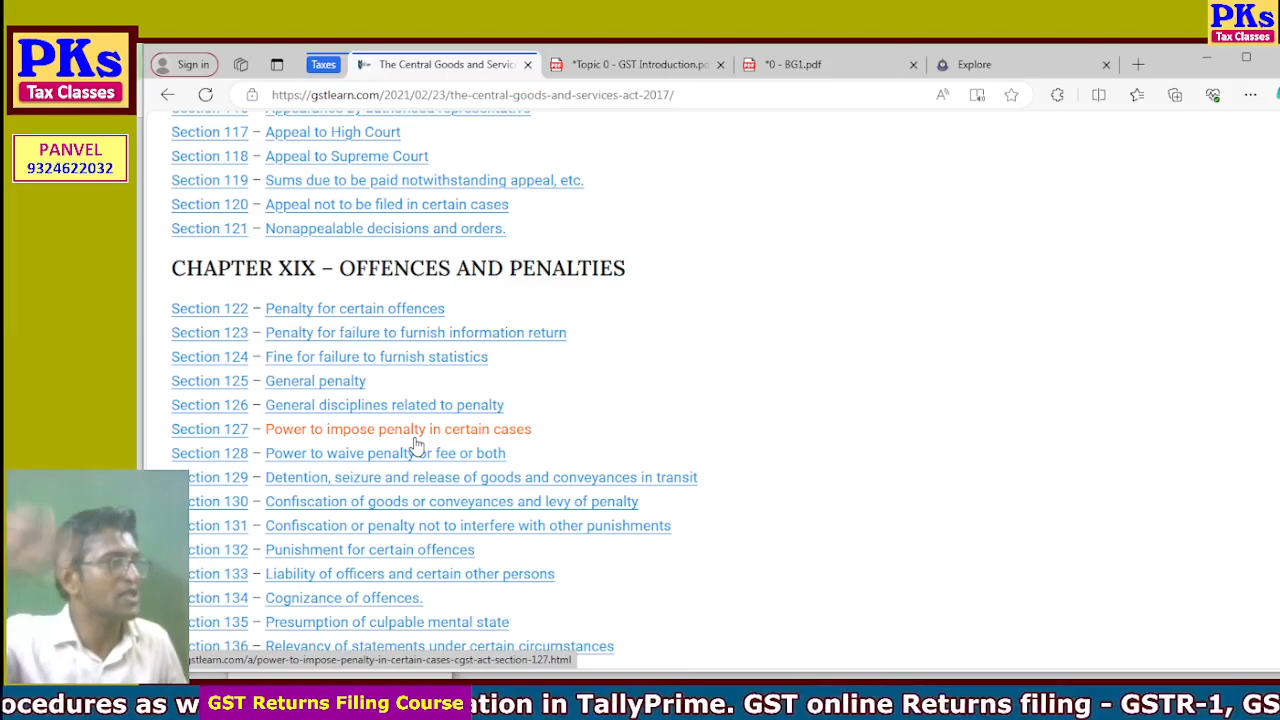 PKs
Tax Classes
PKs
Tax Classes
PANVEL
9324622032
Sign in
Taxes
The Central Goods and Servic
*Topic 0 - GST Introduction.p
*0 - BG1.pdf
Explore
https://gstlearn.com/2021/02/23/the-central-goods-and-services-act-2017/
Appearance by authorised representative
Section 117 – Appeal to High Court
Section 118 – Appeal to Supreme Court
Section 119 – Sums due to be paid notwithstanding appeal, etc.
Section 120 – Appeal not to be filed in certain cases
Section 121 – Nonappealable decisions and orders.
CHAPTER XIX – OFFENCES AND PENALTIES
Section 122 – Penalty for certain offences
Section 123 – Penalty for failure to furnish information return
Section 124 – Fine for failure to furnish statistics
Section 125 – General penalty
Section 126 – General disciplines related to penalty
Section 127 – Power to impose penalty in certain cases
Section 128 – Power to waive penalty or fee or both
ction 129 – Detention, seizure and release of goods and conveyances in transit
ction 130 – Confiscation of goods or conveyances and levy of penalty
ction 131 – Confiscation or penalty not to interfere with other punishments
ction 132 – Punishment for certain offences
ction 133 – Liability of officers and certain other persons
ction 134 – Cognizance of offences.
ction 135 – Presumption of culpable mental state
ction 136 – Relevancy of statements under certain circumstances
gstlearn.com/a/power-to-impose-penalty-in-certain-cases-cgst-act-section-127.html
ocedures as w GST Returns Filing Course ation in TallyPrime. GST online Returns filing - GSTR-1, GS